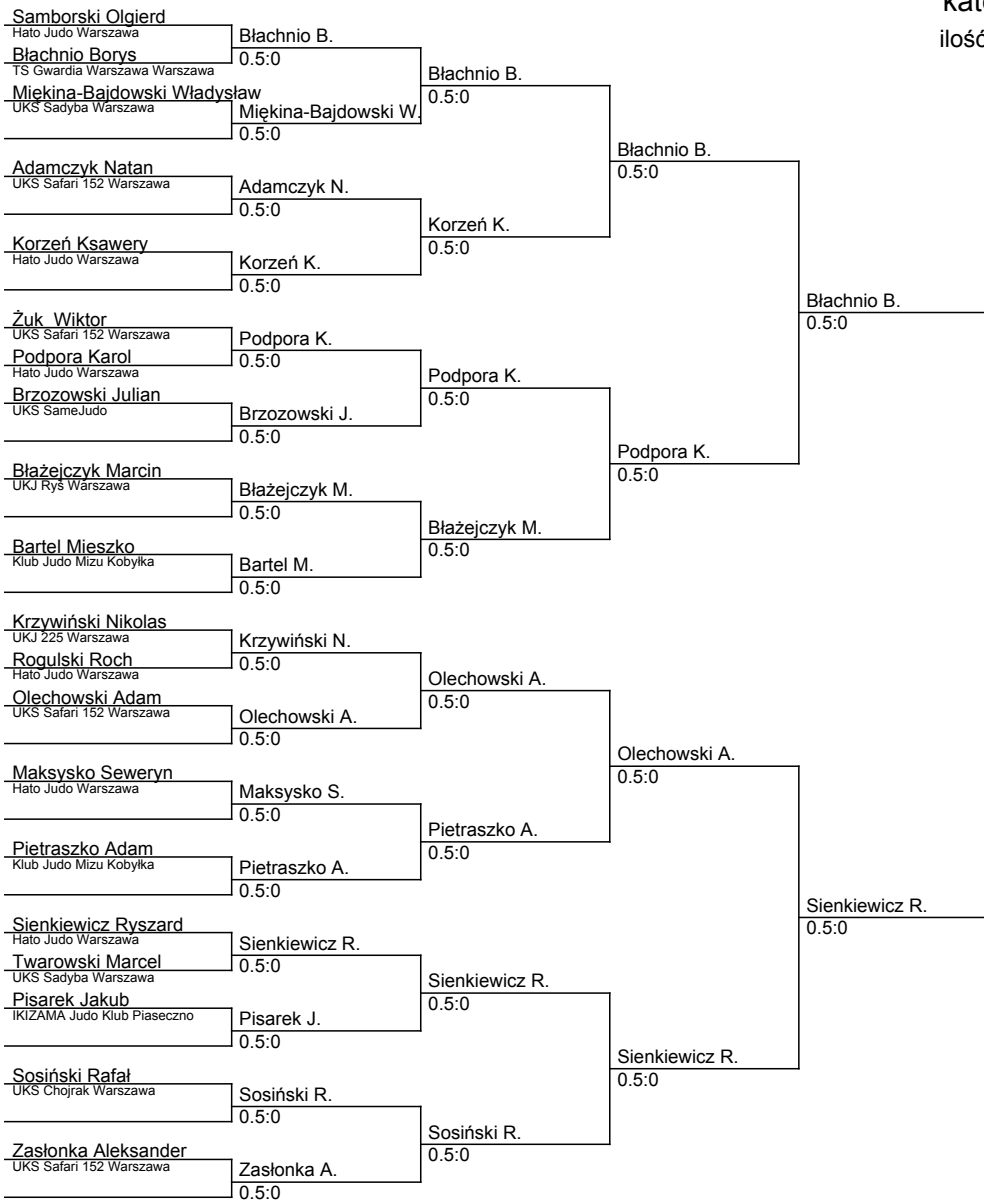 kat
ilość
Samborski Olgierd
Hato Judo Warszawa
Błachnio Borys
TS Gwardia Warszawa Warszawa
Miękina-Bajdowski Władysław
UKS Sadyba Warszawa
Adamczyk Natan
UKS Safari 152 Warszawa
Korzeń Ksawery
Hato Judo Warszawa
Żuk  Wiktor
UKS Safari 152 Warszawa
Podpora Karol
Hato Judo Warszawa
Brzozowski Julian
UKS SameJudo
Błażejczyk Marcin
UKJ Ryś Warszawa
Bartel Mieszko
Klub Judo Mizu Kobyłka
Krzywiński Nikolas
UKJ 225 Warszawa
Rogulski Roch
Hato Judo Warszawa
Olechowski Adam
UKS Safari 152 Warszawa
Maksysko Seweryn
Hato Judo Warszawa
Pietraszko Adam
Klub Judo Mizu Kobyłka
Sienkiewicz Ryszard
Hato Judo Warszawa
Twarowski Marcel
UKS Sadyba Warszawa
Pisarek Jakub
IKIZAMA Judo Klub Piaseczno
Sosiński Rafał
UKS Chojrak Warszawa
Zasłonka Aleksander
UKS Safari 152 Warszawa
Błachnio B.
0.5:0
Miękina-Bajdowski W.
0.5:0
Adamczyk N.
0.5:0
Korzeń K.
0.5:0
Podpora K.
0.5:0
Brzozowski J.
0.5:0
Błażejczyk M.
0.5:0
Bartel M.
0.5:0
Krzywiński N.
0.5:0
Olechowski A.
0.5:0
Maksysko S.
0.5:0
Pietraszko A.
0.5:0
Sienkiewicz R.
0.5:0
Pisarek J.
0.5:0
Sosiński R.
0.5:0
Zasłonka A.
0.5:0
Błachnio B.
0.5:0
Korzeń K.
0.5:0
Podpora K.
0.5:0
Błażejczyk M.
0.5:0
Olechowski A.
0.5:0
Pietraszko A.
0.5:0
Sienkiewicz R.
0.5:0
Sosiński R.
0.5:0
Błachnio B.
0.5:0
Podpora K.
0.5:0
Olechowski A.
0.5:0
Sienkiewicz R.
0.5:0
Błachnio B.
0.5:0
Sienkiewicz R.
0.5:0